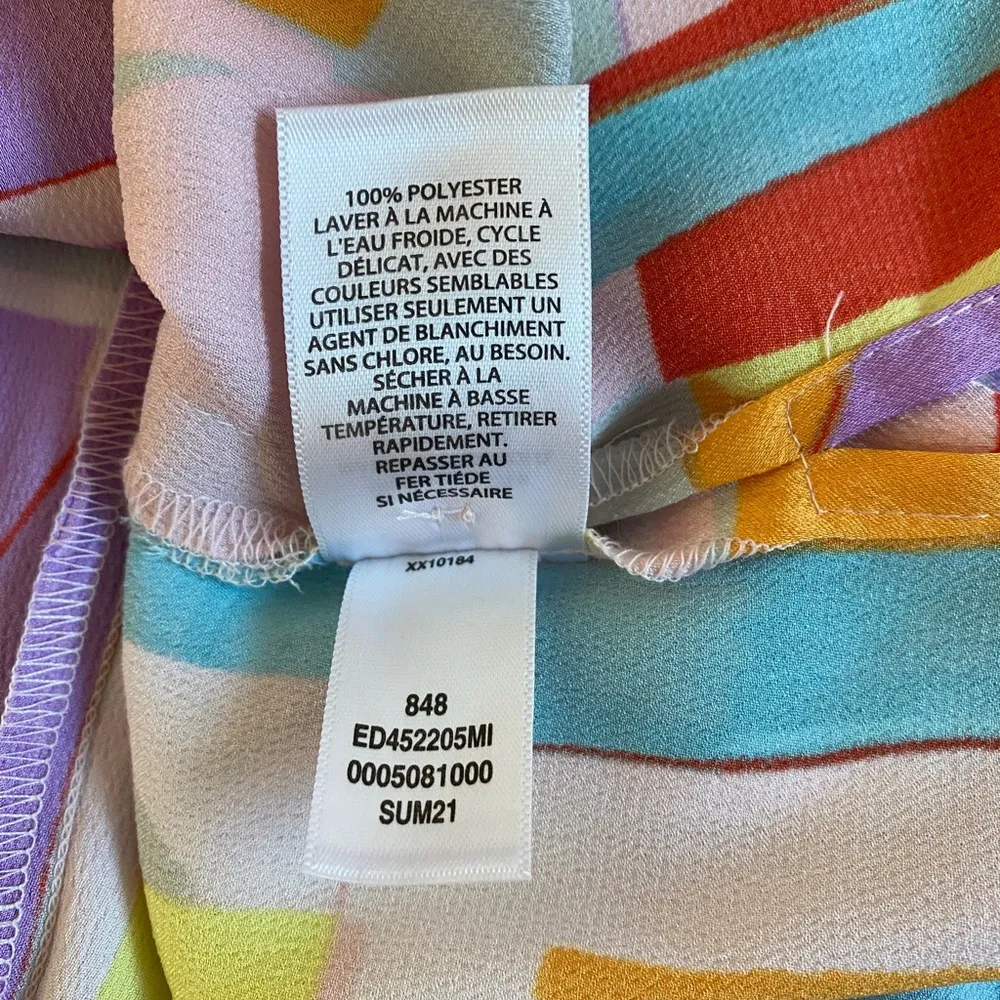 100% POLYESTER
LAVER À LA MACHINE À
L'EAU FROIDE, CYCLE
DÉLICAT, AVEC DES
COULEURS SEMBLABLES
UTILISER SEULEMENT UN
AGENT DE BLANCHIMENT
SANS CHLORE, AU BESOIN.
SÉCHER À LA
MACHINE À BASSE
TEMPÉRATURE, RETIRER
RAPIDEMENT.
REPASSER AU
FER TIÉDE
SI NÉCESSAIRE
XX10184
848
ED452205MI
0005081000
SUM21